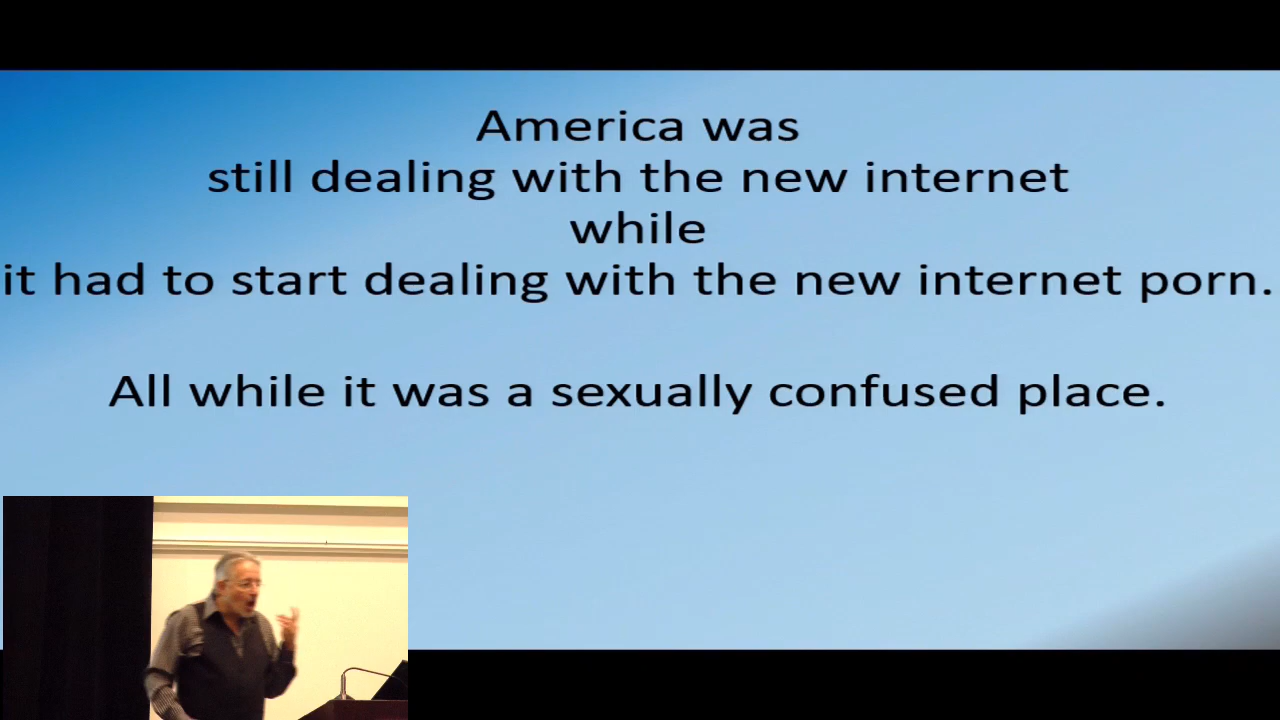 America was
still dealing with the new internet
while
it had to start dealing with the new internet porn.
All while it was a sexually confused place.